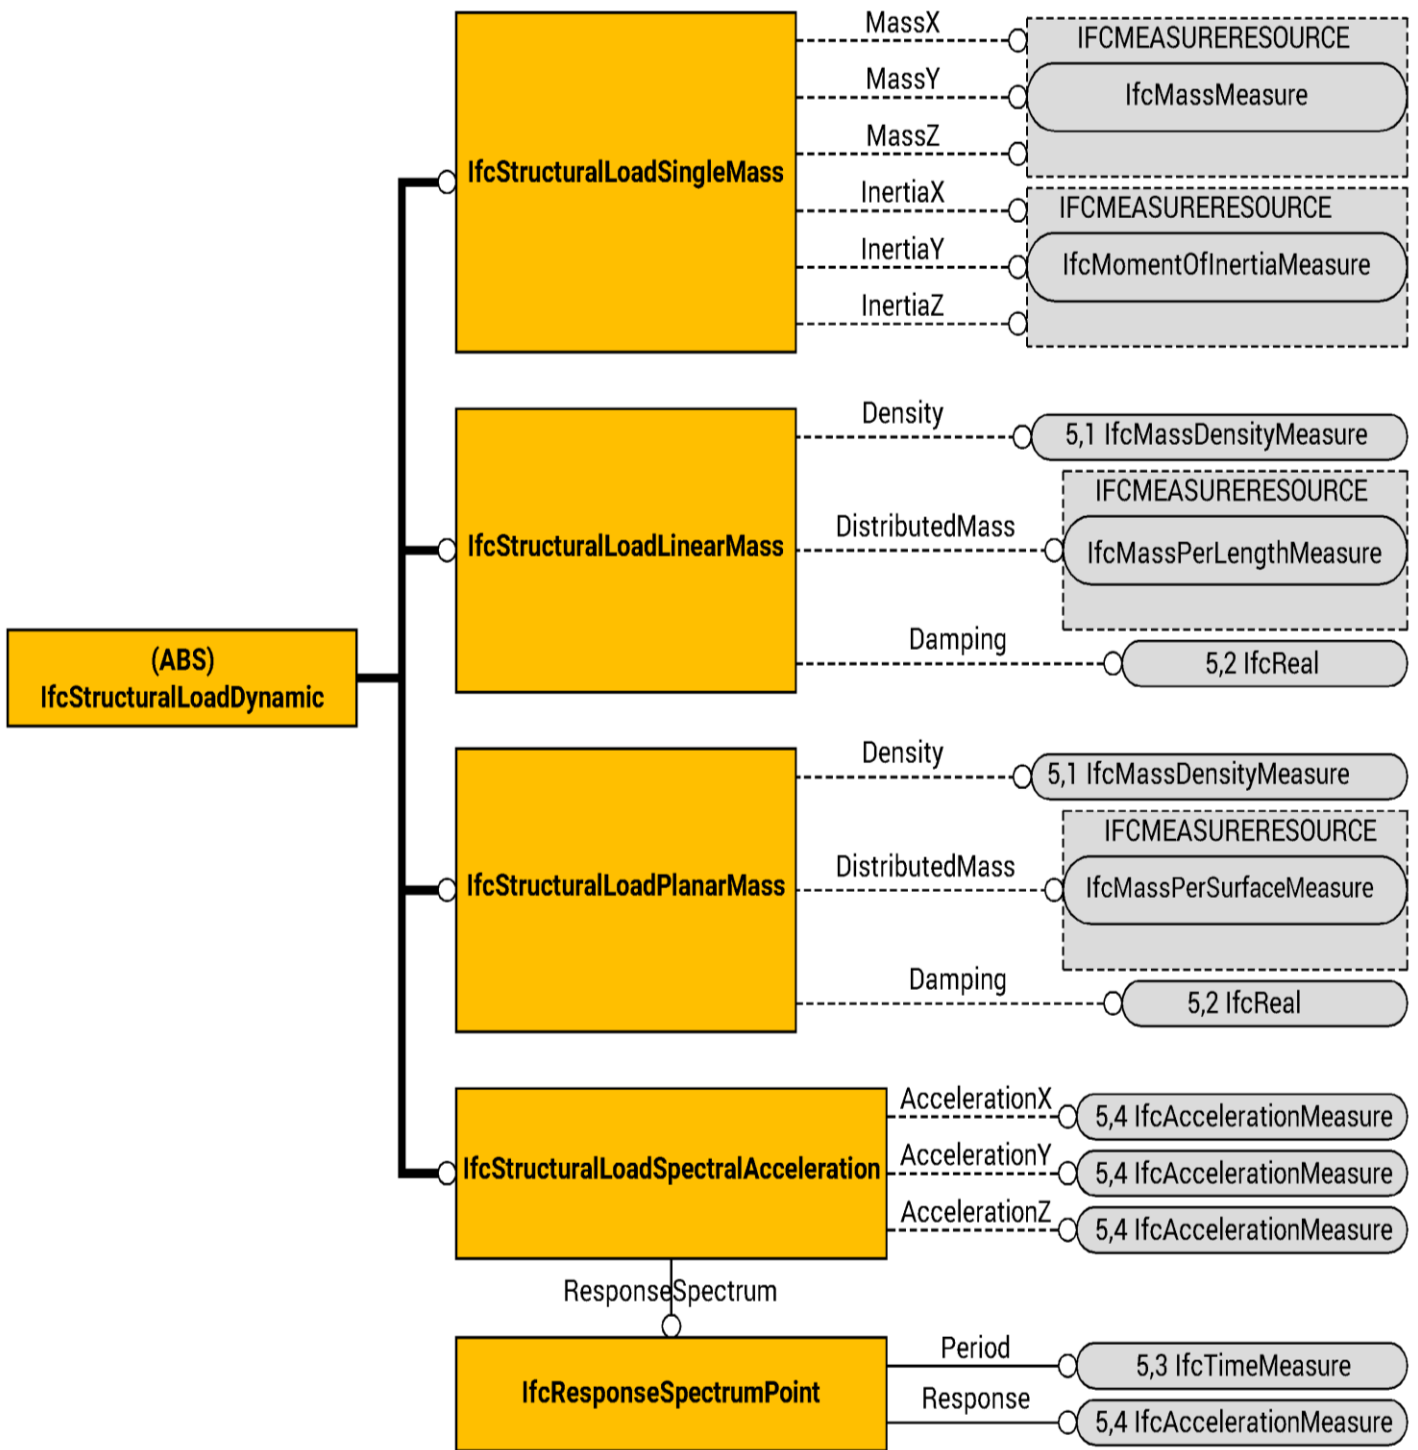 MassX
IFCMEASURERESOURCE
MassY
IfcMassMeasure
MassZ
IfcStructuralLoadSingleMass
InertiaX
IFCMEASURERESOURCE
InertiaY
IfcMomentOfInertiaMeasure
InertiaZ
Density
5,1 IfcMassDensityMeasure
IFCMEASURERESOURCE
DistributedMass
IfcStructuralLoadLinearMass
IfcMassPerLengthMeasure
Damping
5,2 IfcReal
(ABS)
IfcStructuralLoadDynamic
Density
5,1 IfcMassDensityMeasure
IFCMEASURERESOURCE
DistributedMass
IfcStructuralLoadPlanarMass
IfcMassPerSurfaceMeasure
Damping
5,2 IfcReal
AccelerationX
5,4 IfcAccelerationMeasure
AccelerationY
IfcStructuralLoadSpectralAcceleration
5,4 IfcAccelerationMeasure
AccelerationZ
5,4 IfcAccelerationMeasure
ResponseSpectrum
Period
5,3 IfcTimeMeasure
IfcResponseSpectrumPoint
Response
5,4 IfcAccelerationMeasure